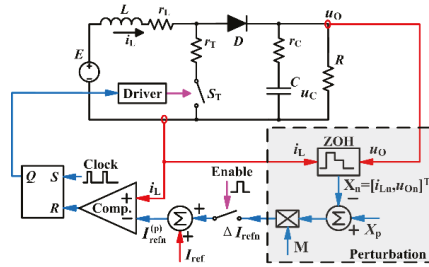 L r_L
i_L
r_T
D
u_O
r_C
R
E
C
u_C
Driver
S_T
ZOH
i_L
u_O
Q S
R
Clock
i_L
Comp.
Enable
X_n=[i_Ln,u_On]^T
I_refn^(p)
Δ I_refn
M
X_p
I_ref
Perturbation